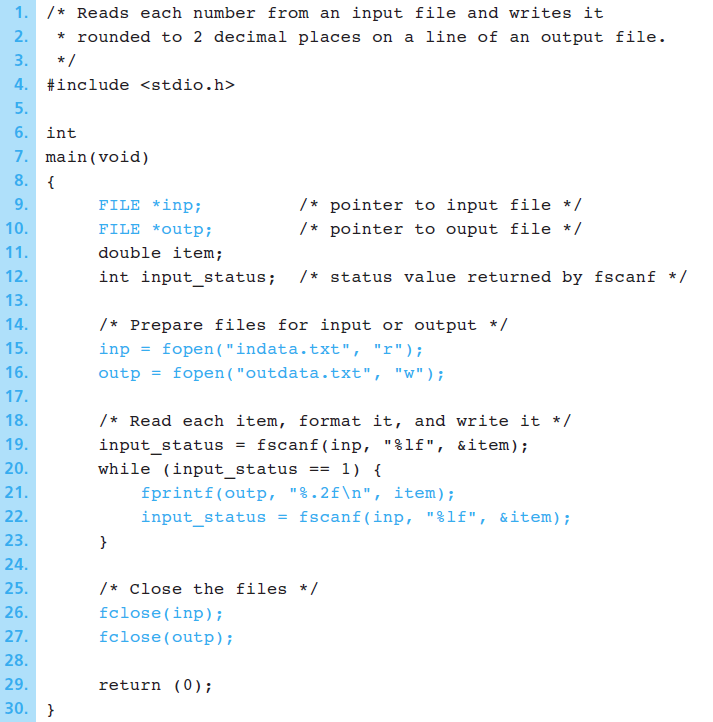 1. /* Reads each number from an input file and writes it
2.  * rounded to 2 decimal places on a line of an output file.
3.  */
4. #include <stdio.h>
5.
6. int
7. main(void)
8. {
9.      FILE *inp;         /* pointer to input file */
10.      FILE *outp;        /* pointer to ouput file */
11.      double item;
12.      int input_status;  /* status value returned by fscanf */
13.
14.      /* Prepare files for input or output */
15.      inp = fopen("indata.txt", "r");
16.      outp = fopen("outdata.txt", "w");
17.
18.      /* Read each item, format it, and write it */
19.      input_status = fscanf(inp, "%lf", &item);
20.      while (input_status == 1) {
21.          fprintf(outp, "%.2f\n", item);
22.          input_status = fscanf(inp, "%lf", &item);
23.      }
24.
25.      /* Close the files */
26.      fclose(inp);
27.      fclose(outp);
28.
29.      return (0);
30. }